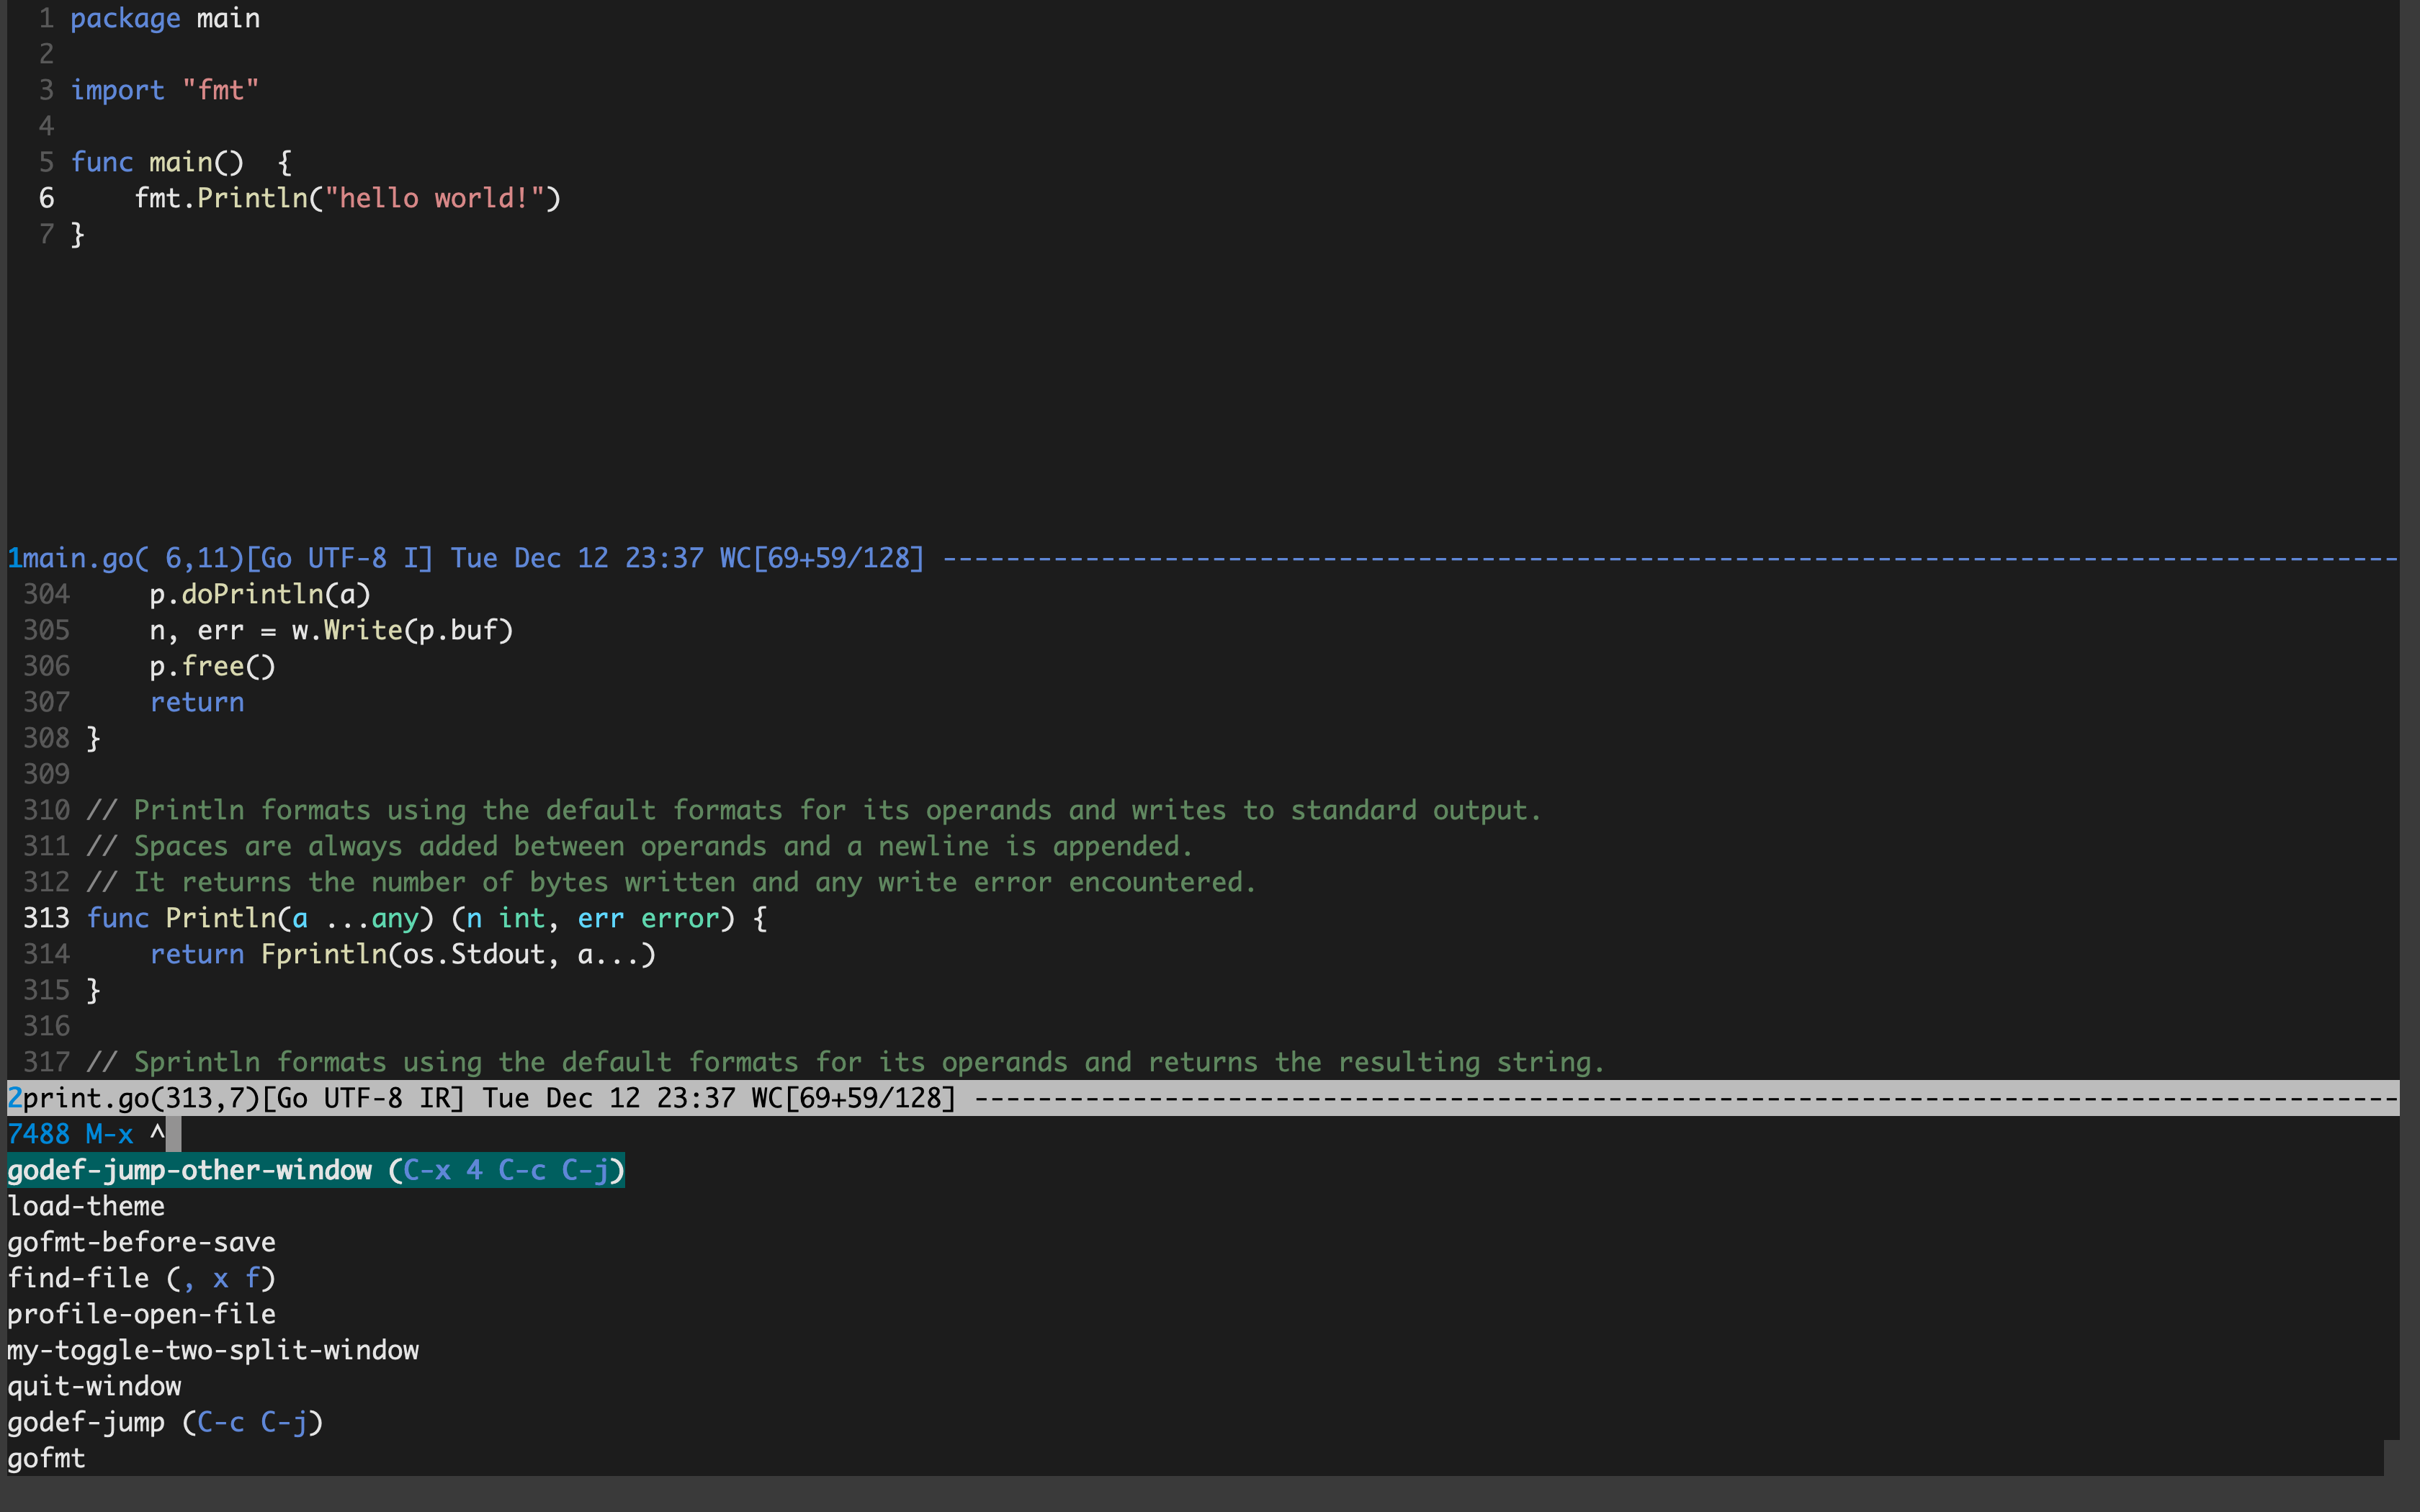 1 package main
2
3 import "fmt"
4
5 func main()  {
6     fmt.Println("hello world!")
7 }
1main.go( 6,11)[Go UTF-8 I] Tue Dec 12 23:37 WC[69+59/128] --------------------------------------------------------------------------------------------
304     p.doPrintln(a)
305     n, err = w.Write(p.buf)
306     p.free()
307     return
308 }
309
310 // Println formats using the default formats for its operands and writes to standard output.
311 // Spaces are always added between operands and a newline is appended.
312 // It returns the number of bytes written and any write error encountered.
313 func Println(a ...any) (n int, err error) {
314     return Fprintln(os.Stdout, a...)
315 }
316
317 // Sprintln formats using the default formats for its operands and returns the resulting string.
2print.go(313,7)[Go UTF-8 IR] Tue Dec 12 23:37 WC[69+59/128] ------------------------------------------------------------------------------------------
7488 M-x ^
godef-jump-other-window (C-x 4 C-c C-j)
load-theme
gofmt-before-save
find-file (, x f)
profile-open-file
my-toggle-two-split-window
quit-window
godef-jump (C-c C-j)
gofmt